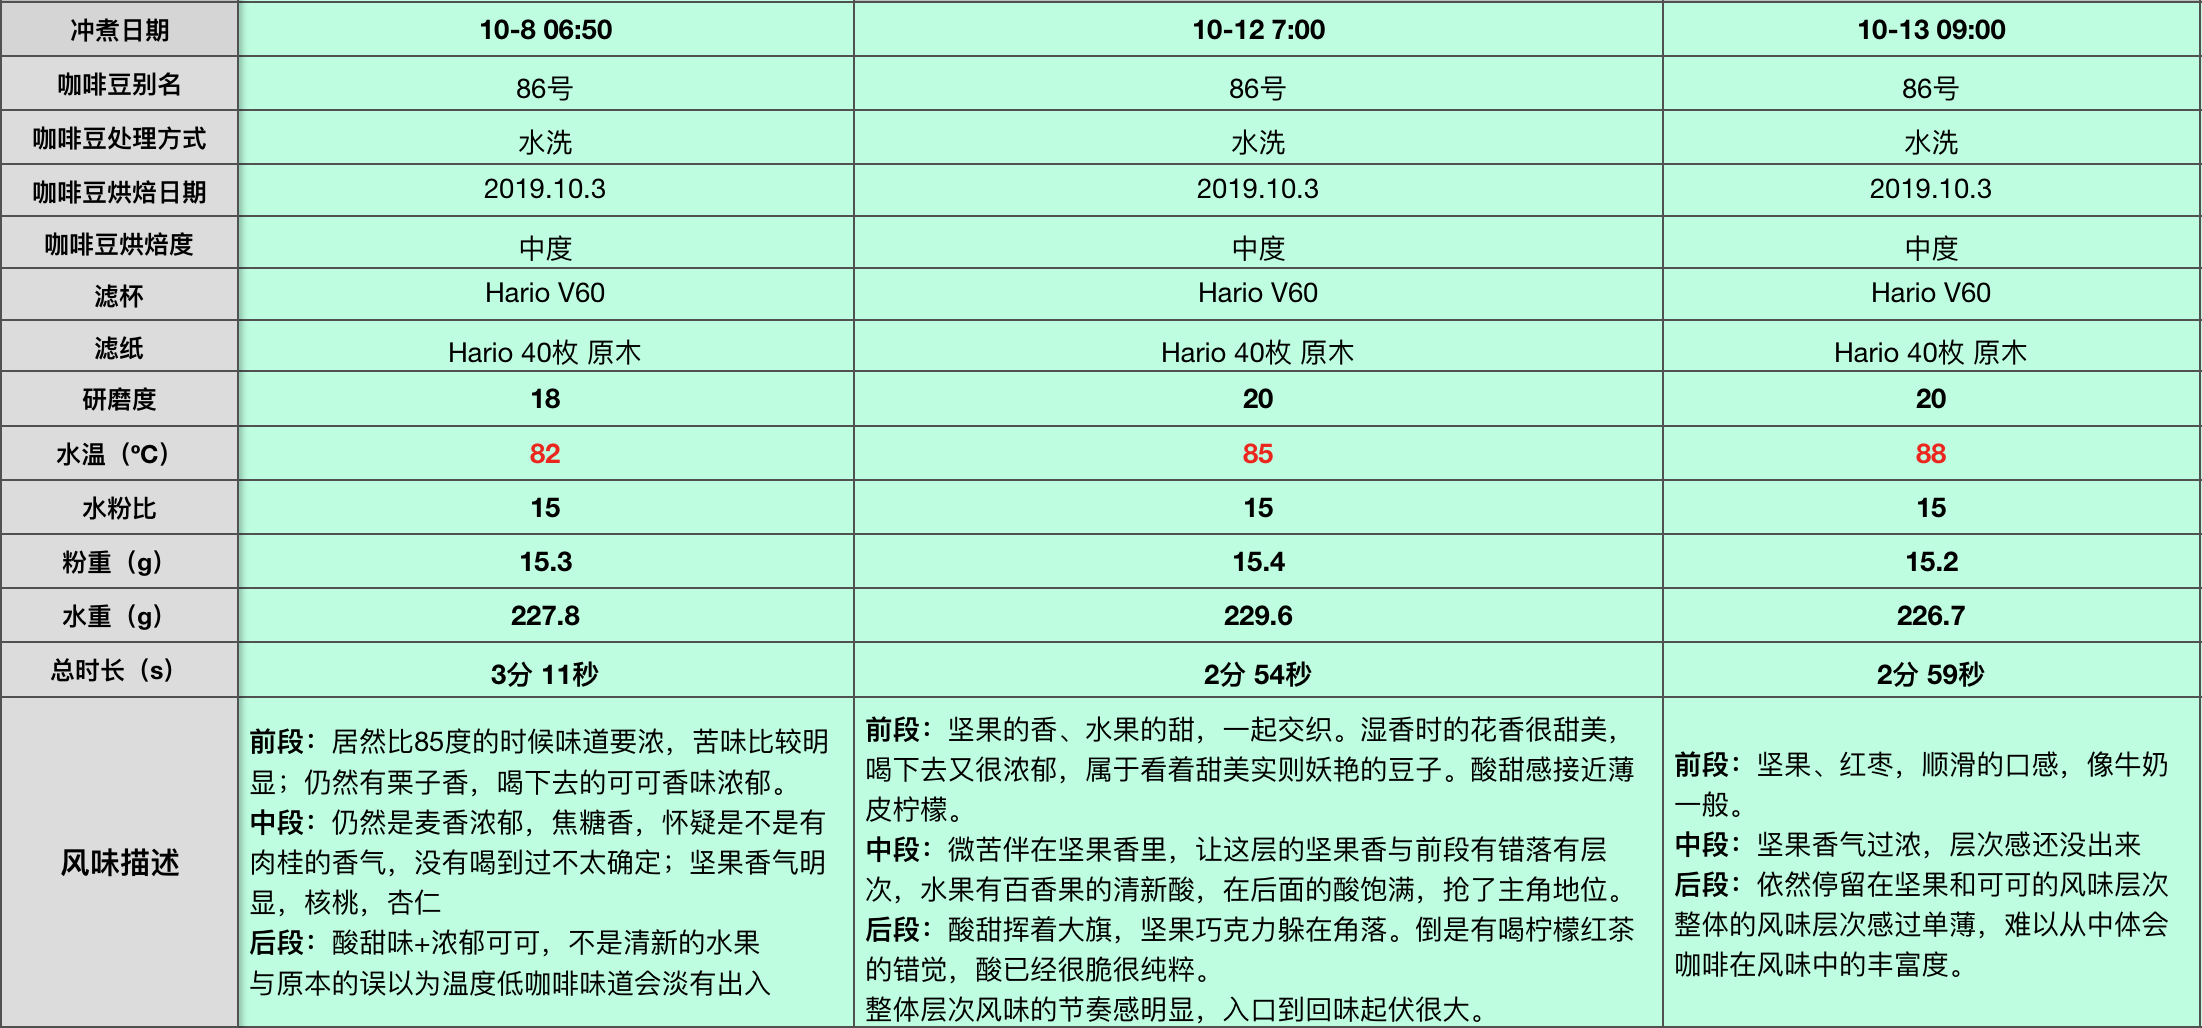 冲煮日期 10-8 06:50 10-12 7:00 10-13 09:00
咖啡豆别名 86号 86号 86号
咖啡豆处理方式 水洗 水洗 水洗
咖啡豆烘焙日期 2019.10.3 2019.10.3 2019.10.3
咖啡豆烘焙度 中度 中度 中度
滤杯 Hario V60 Hario V60 Hario V60
滤纸 Hario 40枚 原木 Hario 40枚 原木 Hario 40枚 原木
研磨度 18 20 20
水温（ºC） 82 85 88
水粉比 15 15 15
粉重（g） 15.3 15.4 15.2
水重（g） 227.8 229.6 226.7
总时长（s） 3分 11秒 2分 54秒 2分 59秒
风味描述
前段：居然比85度的时候味道要浓，苦味比较明
显；仍然有栗子香，喝下去的可可香味浓郁。
中段：仍然是麦香浓郁，焦糖香，怀疑是不是有
肉桂的香气，没有喝到过不太确定；坚果香气明
显，核桃，杏仁
后段：酸甜味+浓郁可可，不是清新的水果
与原本的误以为温度低咖啡味道会淡有出入
前段：坚果的香、水果的甜，一起交织。湿香时的花香很甜美，
喝下去又很浓郁，属于看着甜美实则妖艳的豆子。酸甜感接近薄
皮柠檬。
中段：微苦伴在坚果香里，让这层的坚果香与前段有错落有层
次，水果有百香果的清新酸，在后面的酸饱满，抢了主角地位。
后段：酸甜挥着大旗，坚果巧克力躲在角落。倒是有喝柠檬红茶
的错觉，酸已经很脆很纯粹。
整体层次风味的节奏感明显，入口到回味起伏很大。
前段：坚果、红枣，顺滑的口感，像牛奶
一般。
中段：坚果香气过浓，层次感还没出来
后段：依然停留在坚果和可可的风味层次
整体的风味层次感过单薄，难以从中体会
咖啡在风味中的丰富度。